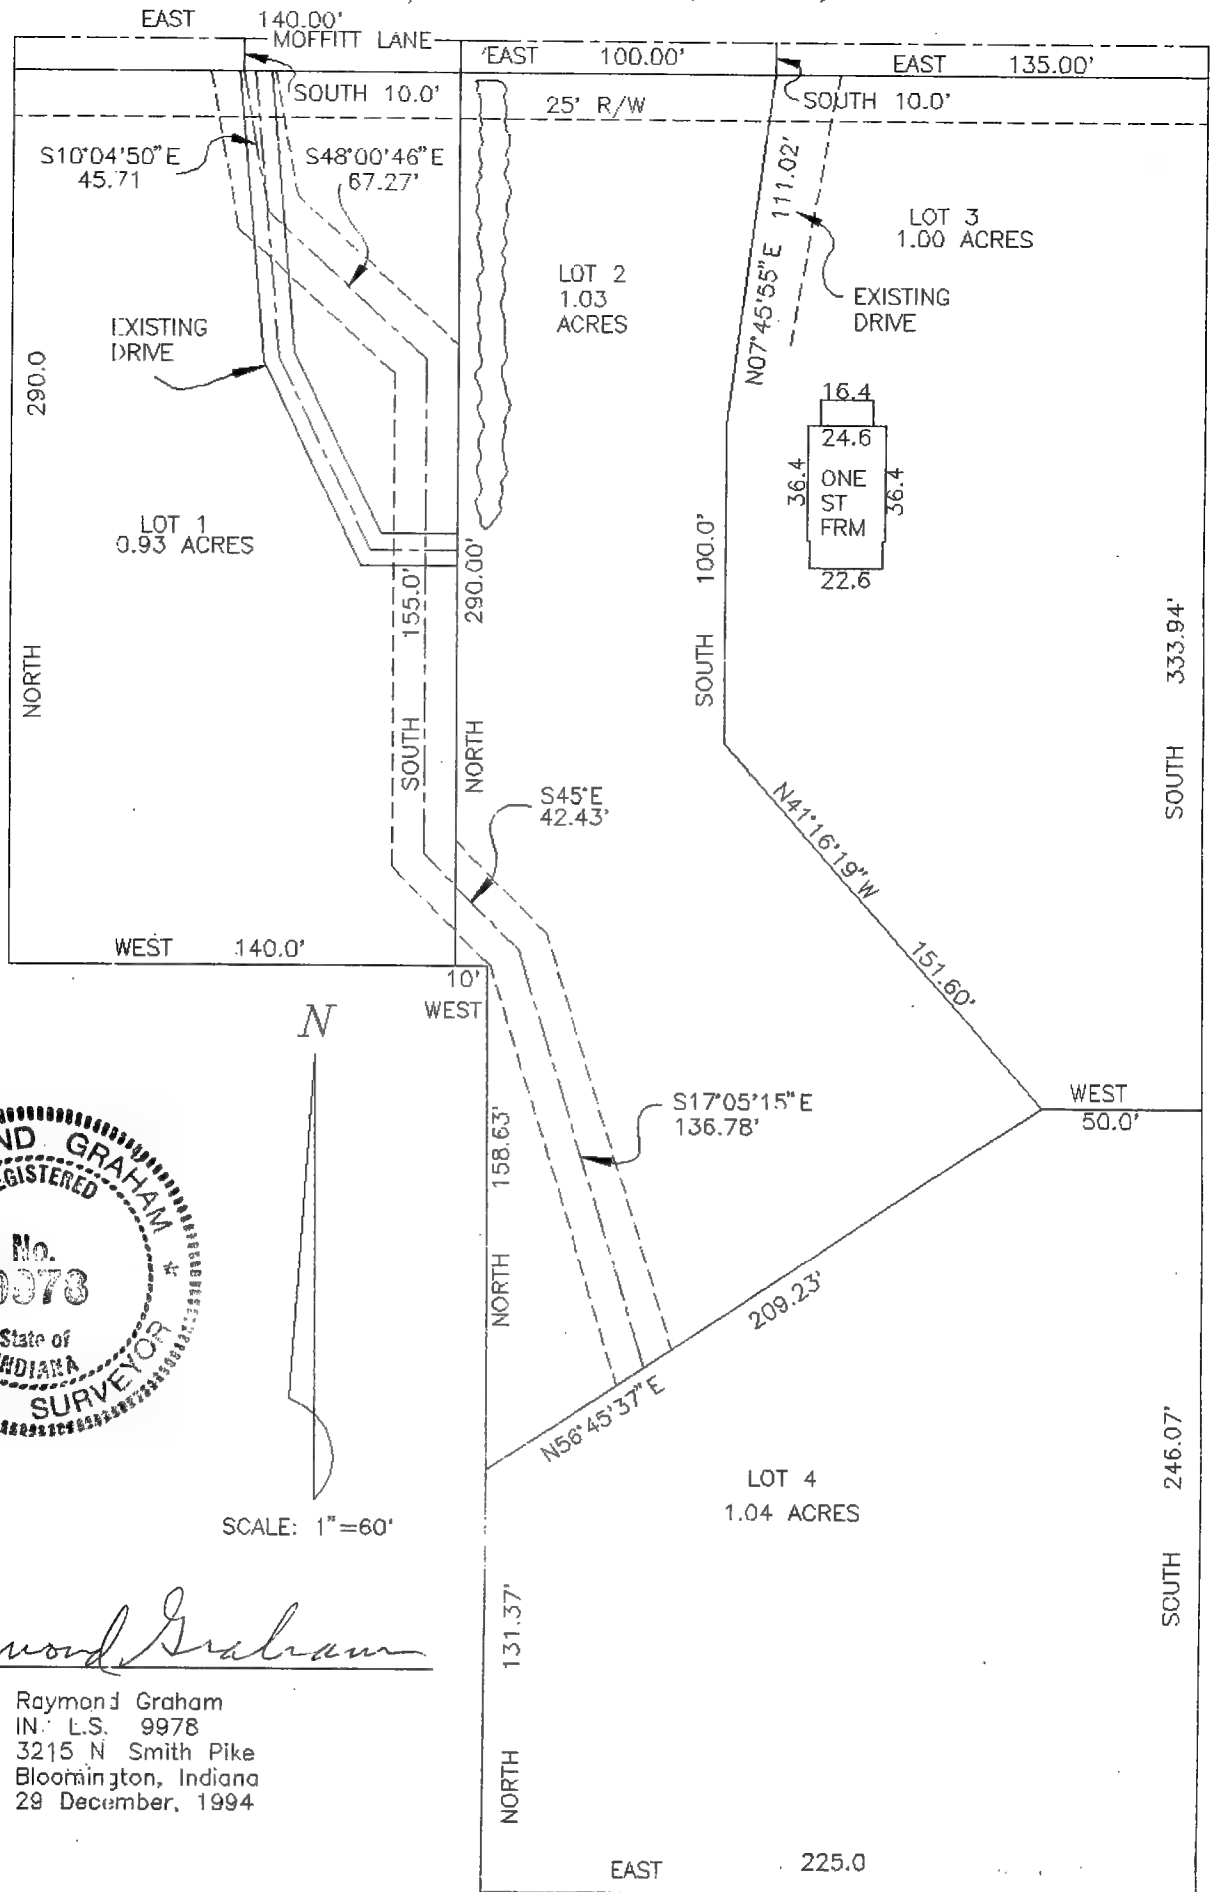 EAST 140.00'
MOFFITT LANE
EAST 100.00'
EAST 135.00'
SOUTH 10.0'
SOUTH 10.0'
25' R/W
S10°04'50"E
45.71
S48°00'46"E
67.27'
N07°45'55"E 111.02'
LOT 3
1.00 ACRES
LOT 2
1.03
ACRES
EXISTING
DRIVE
EXISTING
DRIVE
290.0
NORTH
16.4
24.6
36.4
ONE
ST
FRM
36.4
22.6
LOT 1
0.93 ACRES
155.0'
SOUTH
290.00'
NORTH
100.0'
SOUTH
333.94'
SOUTH
S45°E
42.43'
N41°16'19"W
151.60'
WEST 140.0'
10'
WEST
N
WEST
50.0'
S17°05'15"E
136.78'
158.63'
NORTH
209.23'
N56°45'37"E
ND GRAHAM *
EGISTERED
No.
9978
State of
INDIANA
SURVEYOR
SCALE: 1"=60'
LOT 4
1.04 ACRES
246.07'
SOUTH
131.37'
NORTH
mond Graham
Raymond Graham
IN. L.S. 9978
3215 N Smith Pike
Bloomington, Indiana
29 December, 1994
EAST 225.0